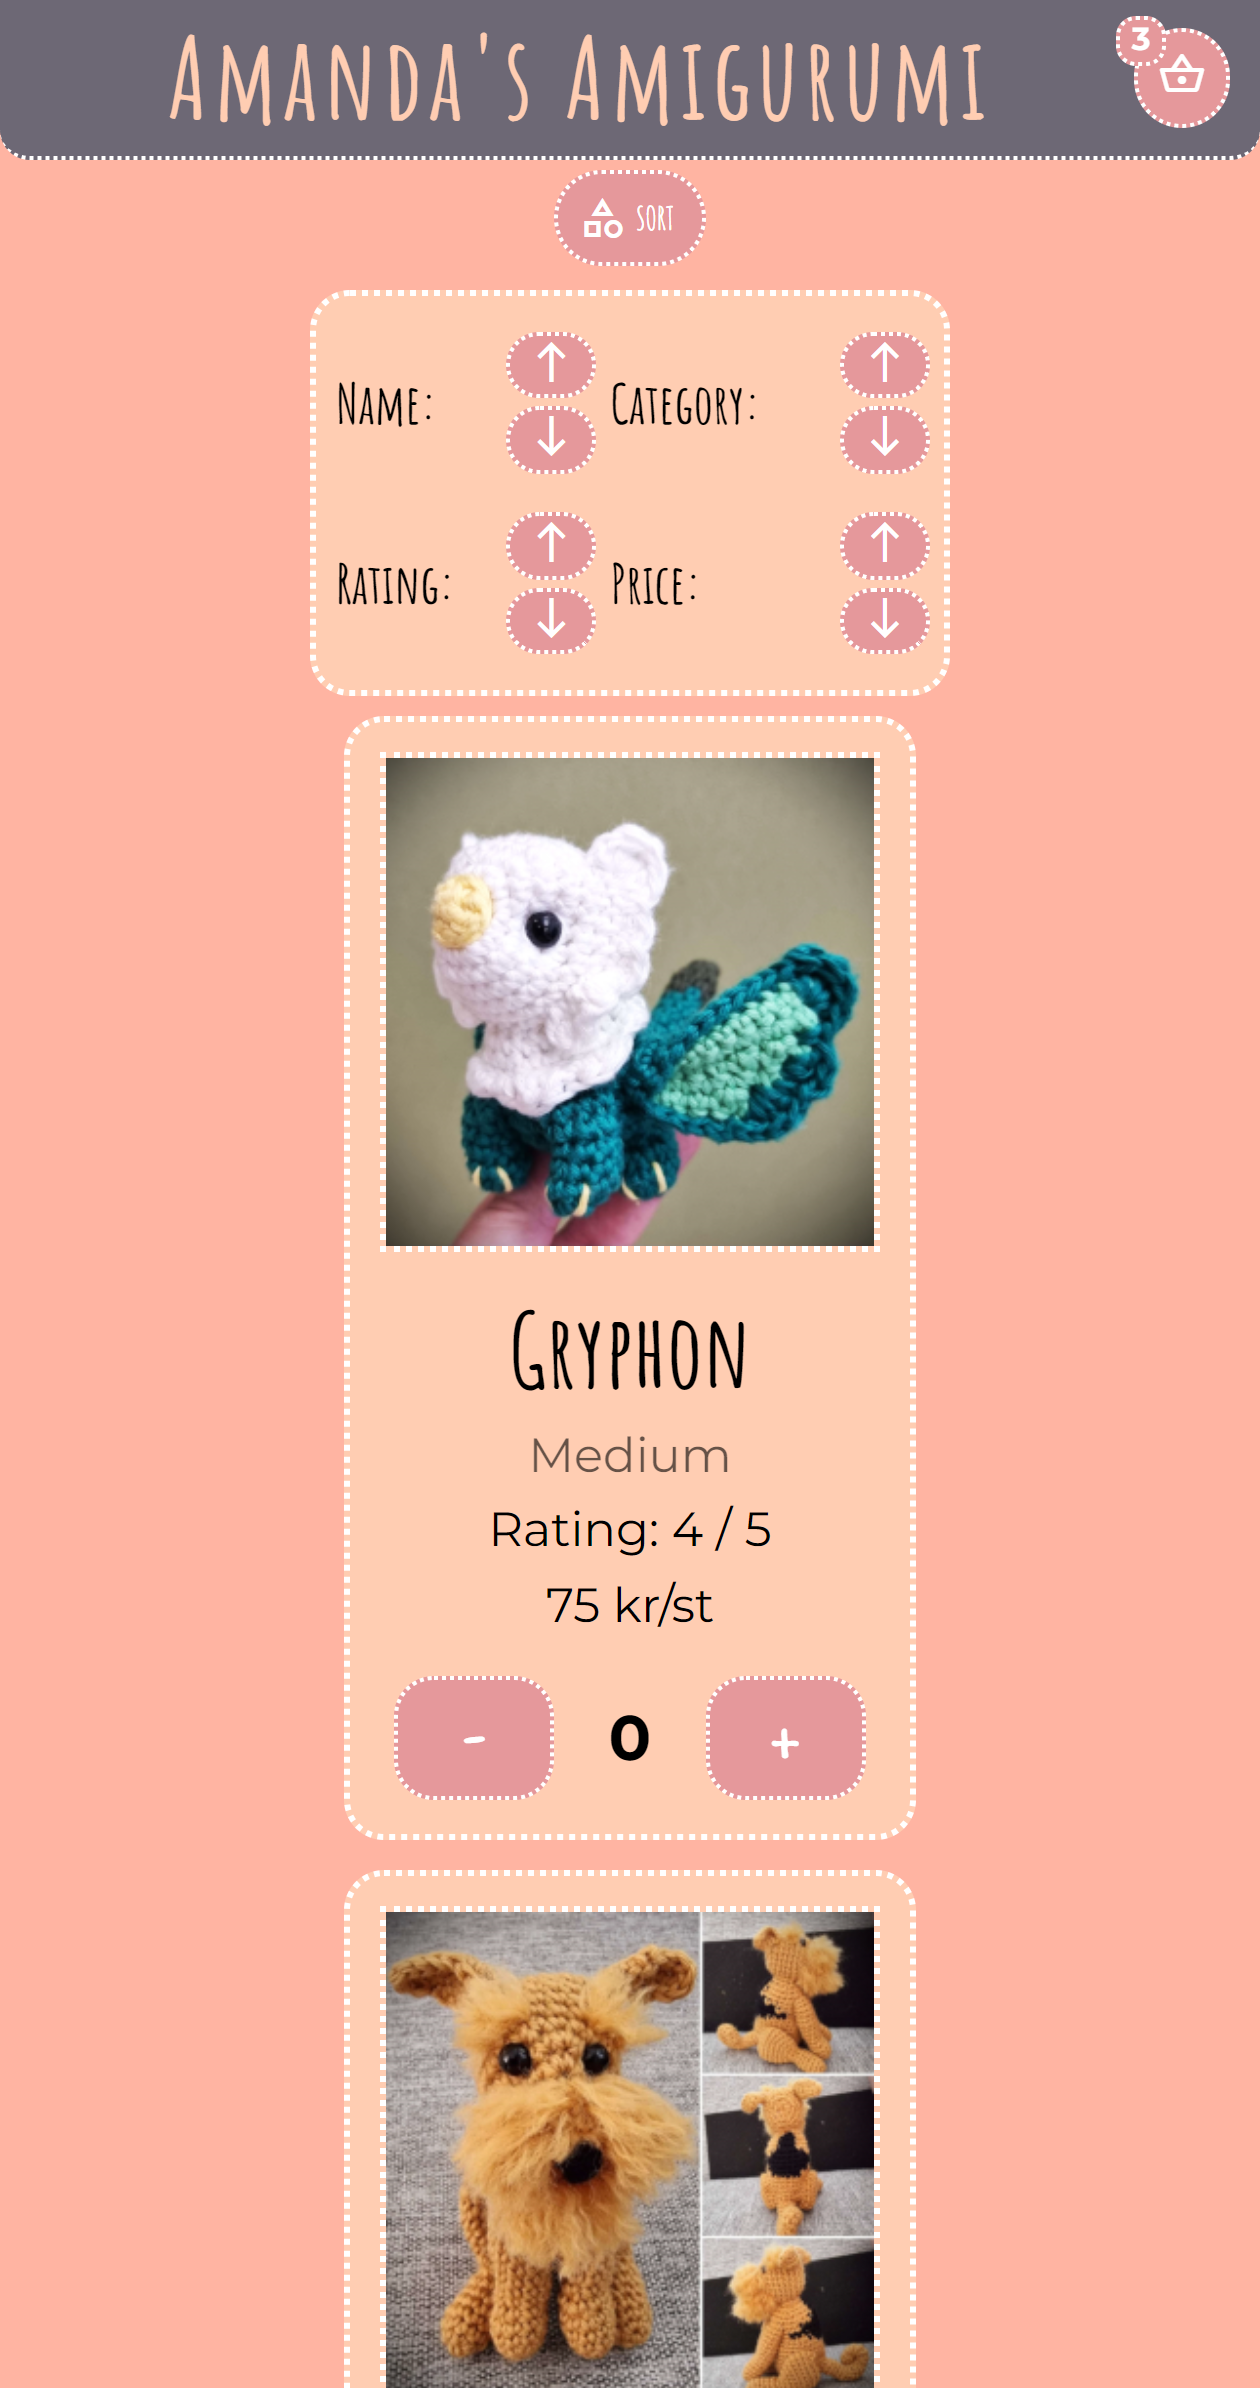 Amanda's Amigurumi
3
SORT
Name:
Category:
Rating:
Price:
Gryphon
Medium
Rating: 4 / 5
75 kr/st
- 0 +